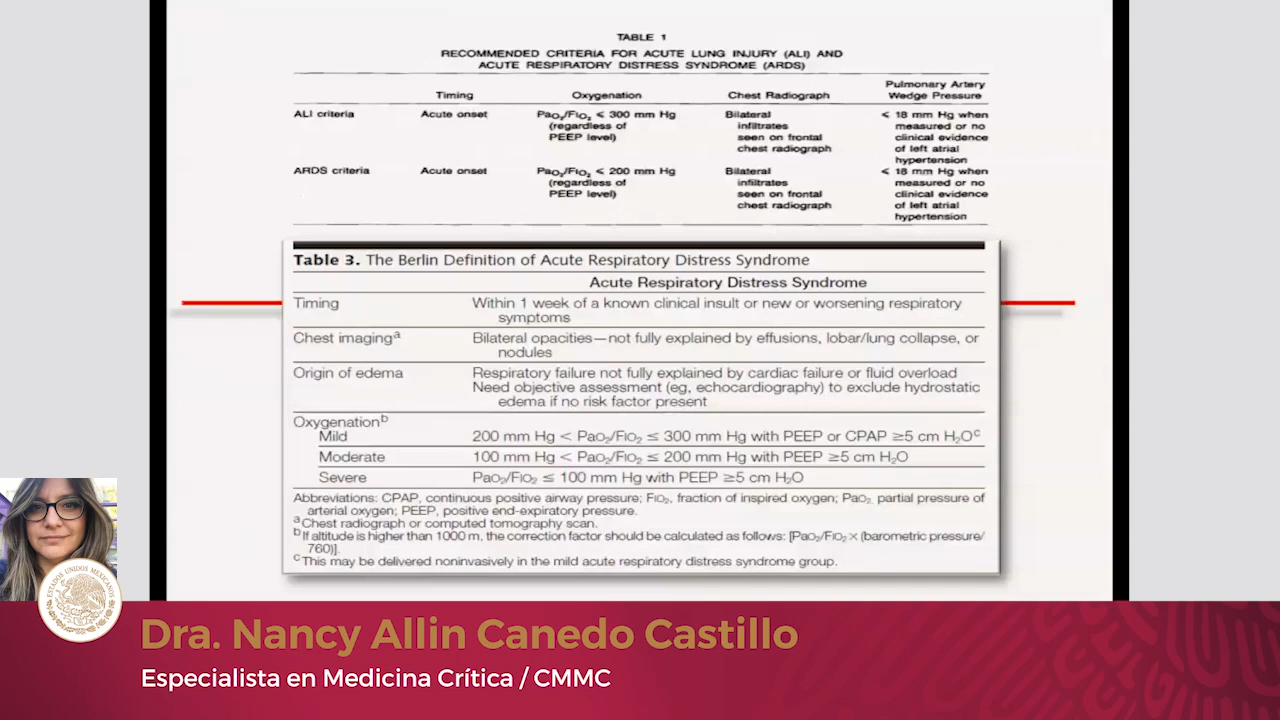 TABLE 1
RECOMMENDED CRITERIA FOR ACUTE LUNG INJURY (ALI) AND
ACUTE RESPIRATORY DISTRESS SYNDROME (ARDS)
Timing Oxygenation Chest Radiograph Pulmonary Artery
Wedge Pressure
ALI criteria Acute onset PaO₂/FIO₂ ≤ 300 mm Hg Bilateral ≤ 18 mm Hg when
(regardless of infiltrates measured or no
PEEP level) seen on frontal clinical evidence
chest radiograph of left atrial
hypertension
ARDS criteria Acute onset PaO₂/FIO₂ ≤ 200 mm Hg Bilateral ≤ 18 mm Hg when
(regardless of infiltrates measured or no
PEEP level) seen on frontal clinical evidence
chest radiograph of left atrial
hypertension
Table 3. The Berlin Definition of Acute Respiratory Distress Syndrome
Acute Respiratory Distress Syndrome
Timing Within 1 week of a known clinical insult or new or worsening respiratory
symptoms
Chest imagingᵃ Bilateral opacities—not fully explained by effusions, lobar/lung collapse, or
nodules
Origin of edema Respiratory failure not fully explained by cardiac failure or fluid overload
Need objective assessment (eg, echocardiography) to exclude hydrostatic
edema if no risk factor present
Oxygenationᵇ
Mild 200 mm Hg < PaO₂/FIO₂ ≤ 300 mm Hg with PEEP or CPAP ≥5 cm H₂Oᶜ
Moderate 100 mm Hg < PaO₂/FIO₂ ≤ 200 mm Hg with PEEP ≥5 cm H₂O
Severe PaO₂/FIO₂ ≤ 100 mm Hg with PEEP ≥5 cm H₂O
Abbreviations: CPAP, continuous positive airway pressure; FIO₂, fraction of inspired oxygen; PaO₂, partial pressure of
arterial oxygen; PEEP, positive end-expiratory pressure.
ᵃChest radiograph or computed tomography scan.
ᵇIf altitude is higher than 1000 m, the correction factor should be calculated as follows: [PaO₂/FIO₂ × (barometric pressure/
760)].
ᶜThis may be delivered noninvasively in the mild acute respiratory distress syndrome group.
ESTADOS UNIDOS MEXICANOS
Dra. Nancy Allin Canedo Castillo
Especialista en Medicina Crítica / CMMC